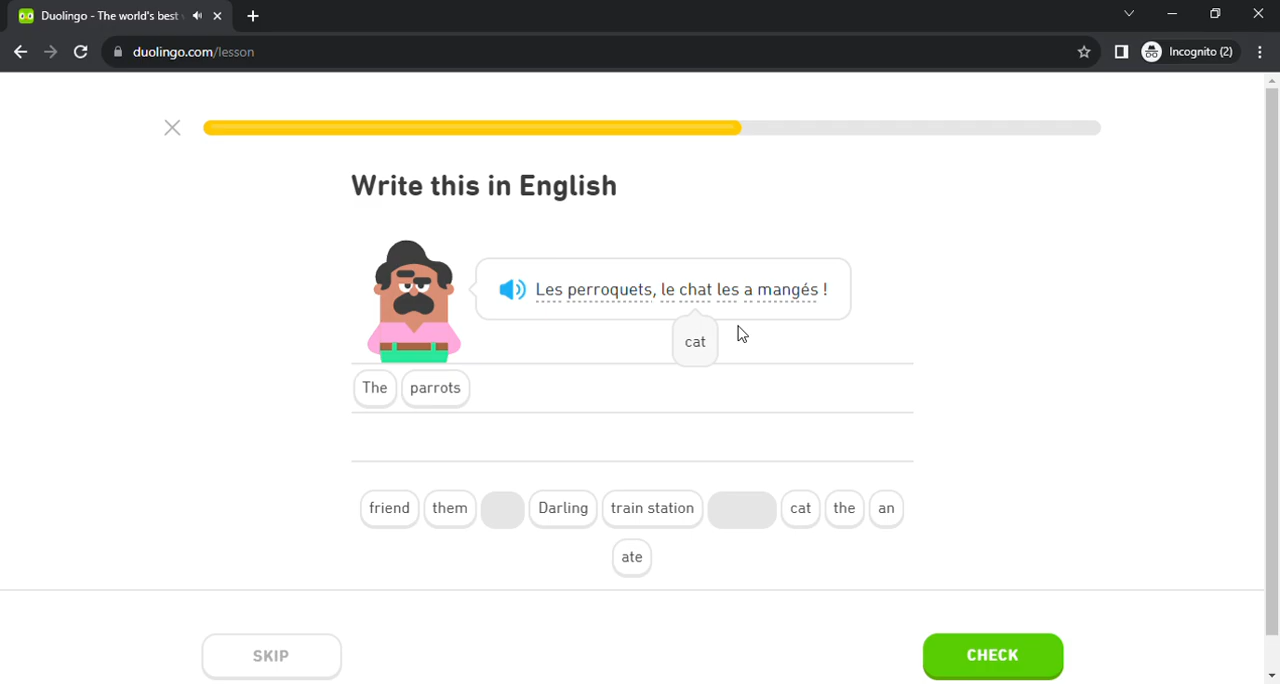 Duolingo - The world's best
duolingo.com/lesson
Incognito (2)
Write this in English
Les perroquets, le chat les a mangés !
cat
The parrots
friend them Darling train station cat the an
ate
SKIP
CHECK